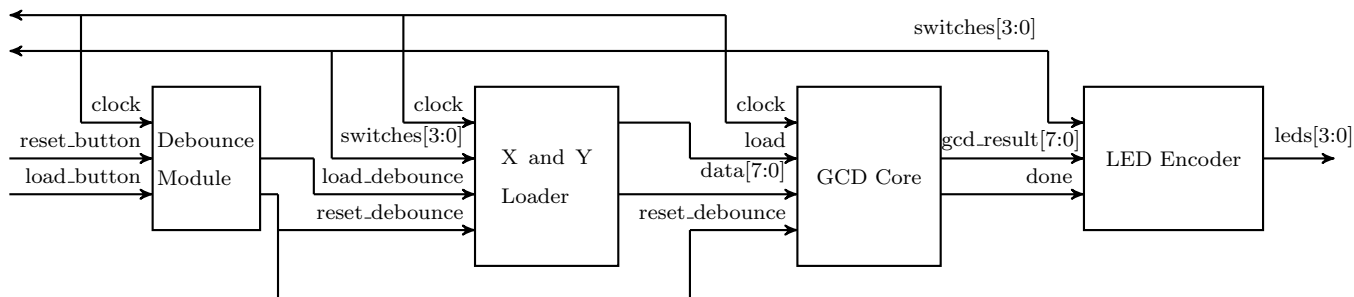 switches[3:0]
clock
clock
clock
reset_button
switches[3:0]
load
gcd_result[7:0]
leds[3:0]
Debounce
Module
X and Y
Loader
GCD Core
LED Encoder
load_button
load_debounce
data[7:0]
done
reset_debounce
reset_debounce